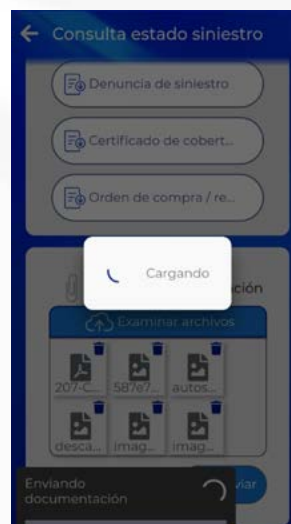 Consulta estado siniestro
Denuncia de siniestro
Certificado de cobert...
Orden de compra / re...
Cargando
ción
Examinar archivos
207-C... 587e7... autos...
desca... imag... imag...
Enviando
documentación
viar